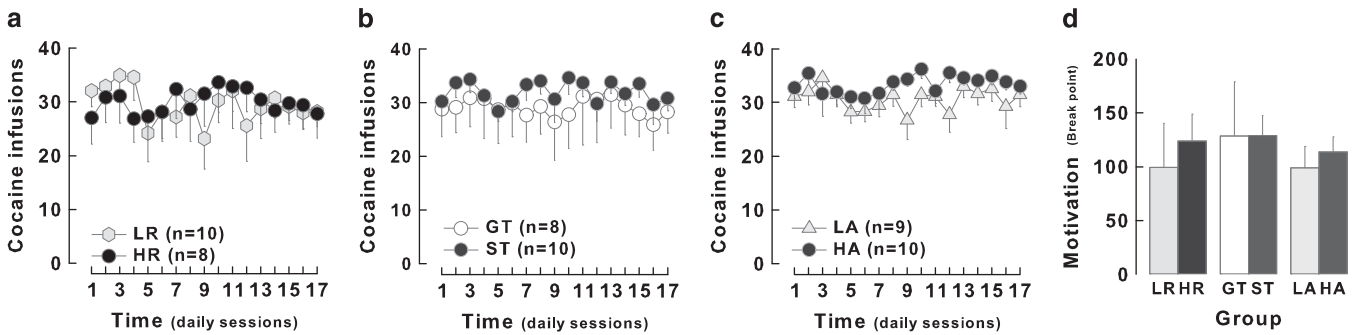 a
Cocaine infusions
40
30
20
10
0
LR (n=10)
HR (n=8)
1 3 5 7 9 11 13 15 17
Time (daily sessions)
b
Cocaine infusions
40
30
20
10
0
GT (n=8)
ST (n=10)
1 3 5 7 9 11 13 15 17
Time (daily sessions)
c
Cocaine infusions
40
30
20
10
0
LA (n=9)
HA (n=10)
1 3 5 7 9 11 13 15 17
Time (daily sessions)
d
Motivation (Break point)
200
150
100
50
0
LR HR GT ST LA HA
Group